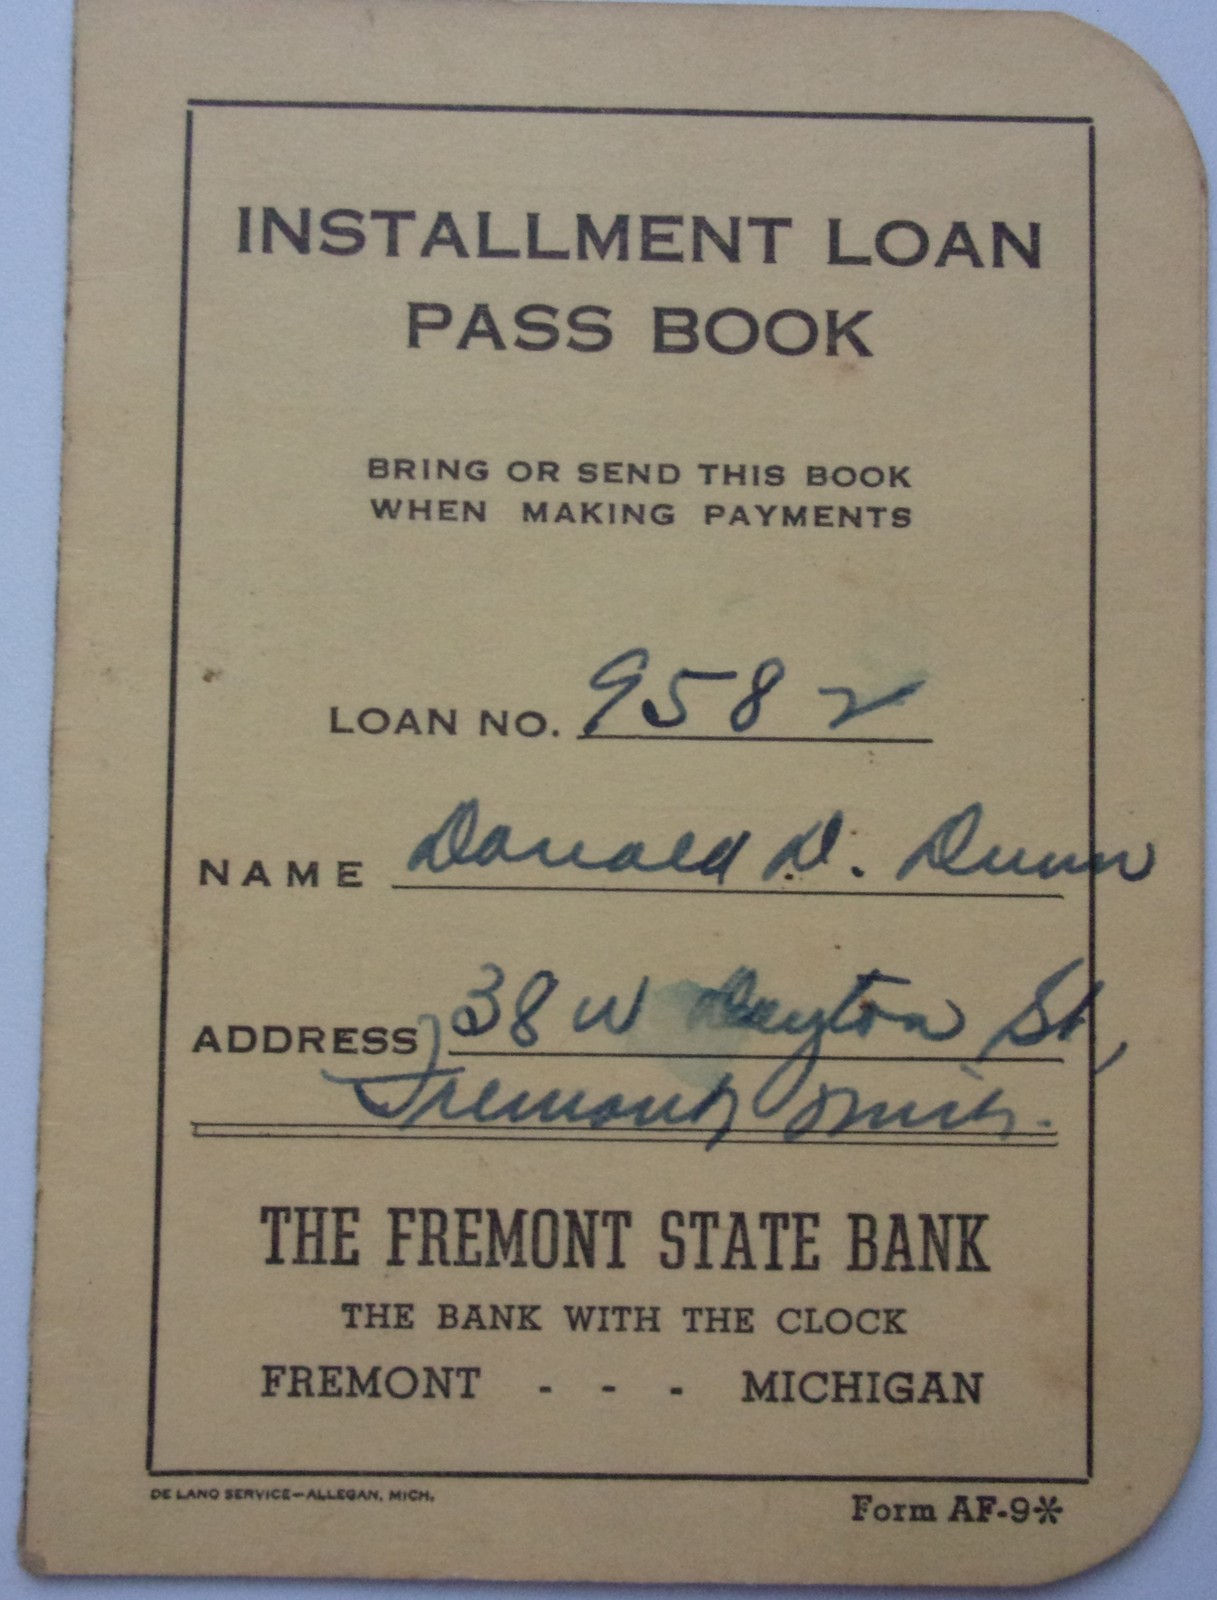 INSTALLMENT LOAN
PASS BOOK
BRING OR SEND THIS BOOK
WHEN MAKING PAYMENTS
LOAN NO. 9582
NAME Donald D. Dunn
ADDRESS 38 W Dayton St,
Fremont, Mich.
THE FREMONT STATE BANK
THE BANK WITH THE CLOCK
FREMONT - - - MICHIGAN
DE LANO SERVICE—ALLEGAN, MICH.
Form AF-9*